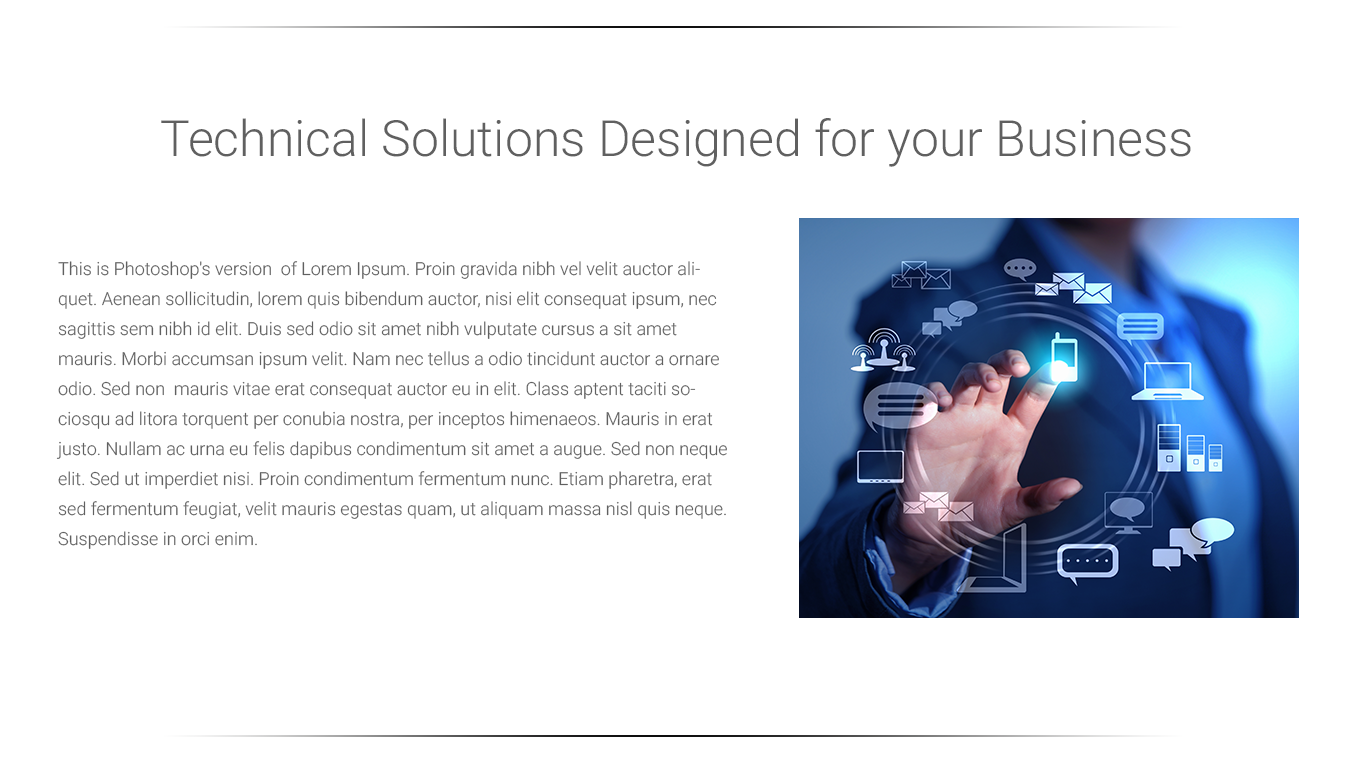 Technical Solutions Designed for your Business
This is Photoshop's version  of Lorem Ipsum. Proin gravida nibh vel velit auctor ali-
quet. Aenean sollicitudin, lorem quis bibendum auctor, nisi elit consequat ipsum, nec
sagittis sem nibh id elit. Duis sed odio sit amet nibh vulputate cursus a sit amet
mauris. Morbi accumsan ipsum velit. Nam nec tellus a odio tincidunt auctor a ornare
odio. Sed non  mauris vitae erat consequat auctor eu in elit. Class aptent taciti so-
ciosqu ad litora torquent per conubia nostra, per inceptos himenaeos. Mauris in erat
justo. Nullam ac urna eu felis dapibus condimentum sit amet a augue. Sed non neque
elit. Sed ut imperdiet nisi. Proin condimentum fermentum nunc. Etiam pharetra, erat
sed fermentum feugiat, velit mauris egestas quam, ut aliquam massa nisl quis neque.
Suspendisse in orci enim.